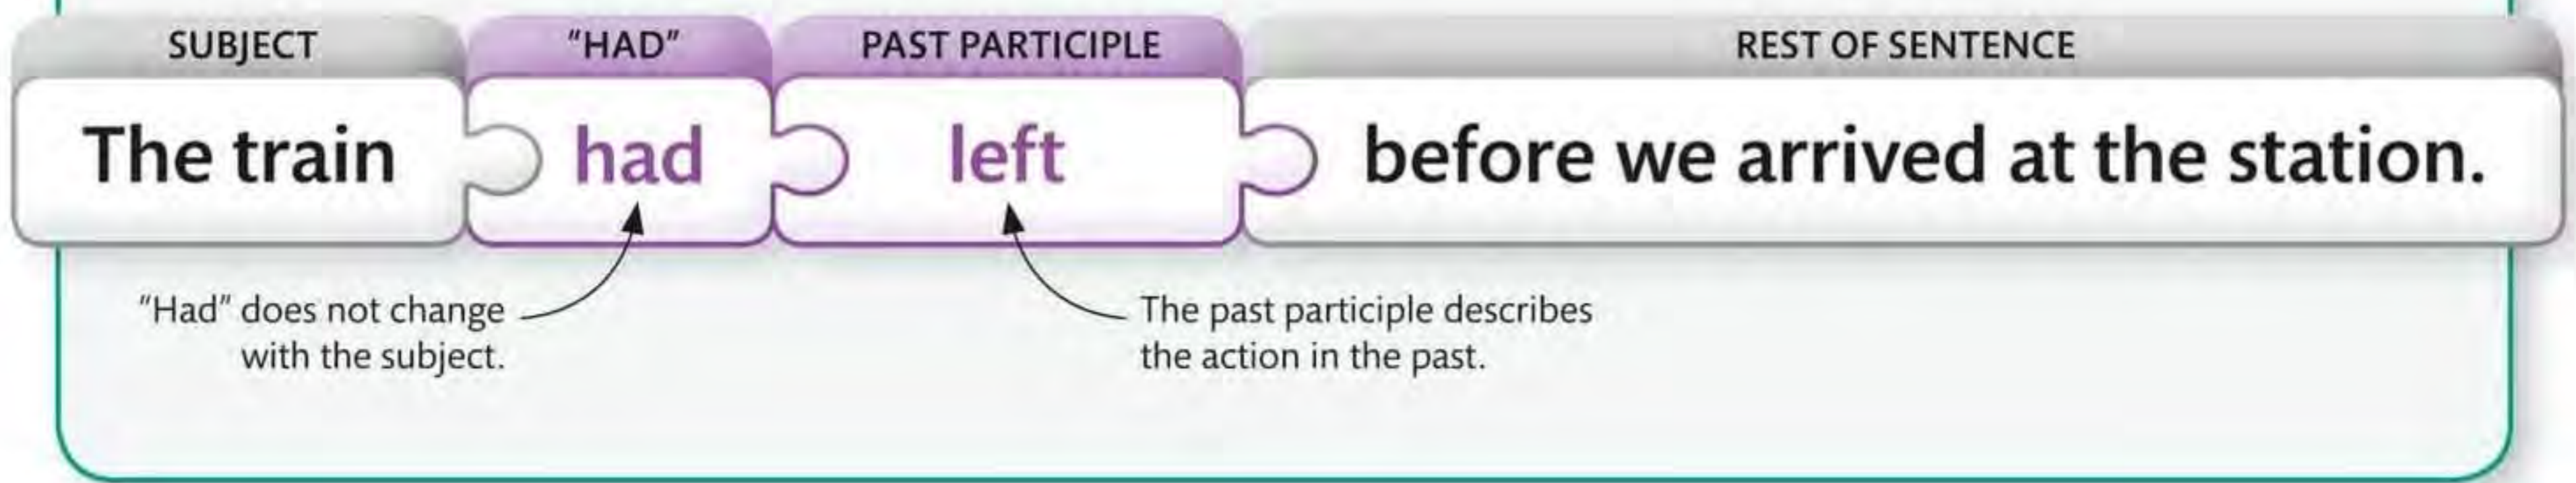 SUBJECT "HAD" PAST PARTICIPLE REST OF SENTENCE
The train had left before we arrived at the station.
"Had" does not change
with the subject.
The past participle describes
the action in the past.